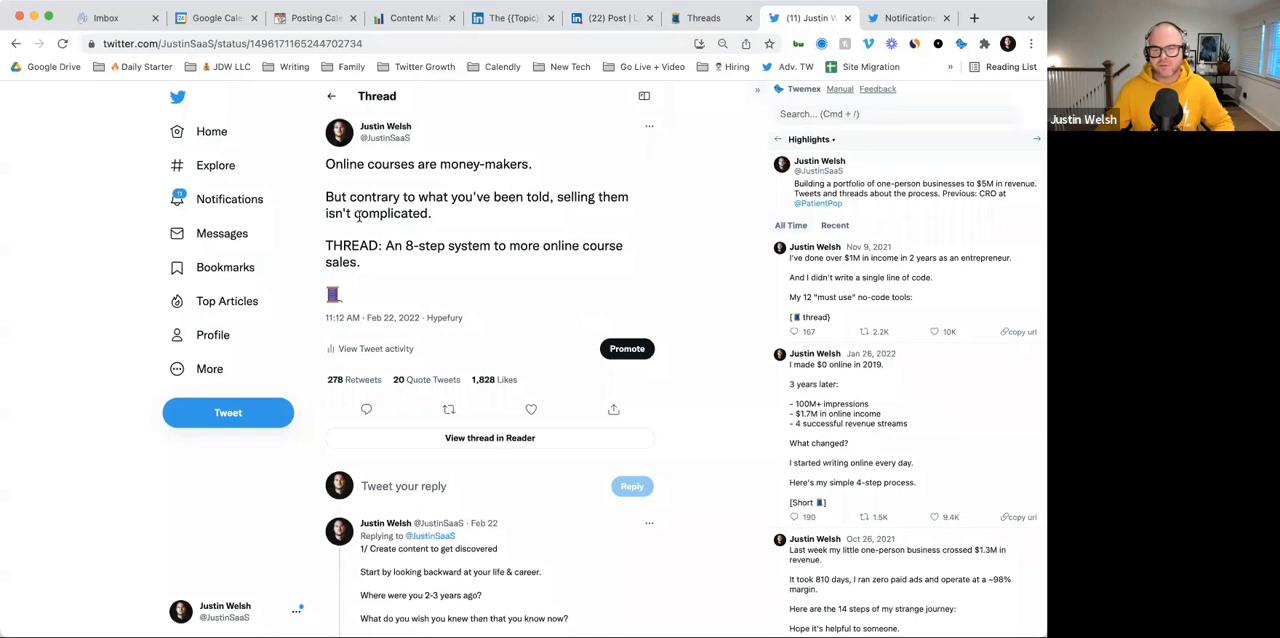 Inbox
Google Cale
Posting Cale
Content Mat
The {{Topic}
(22) Post | L
Threads
(11) Justin W
Notifications
twitter.com/JustinSaaS/status/1496171165244702734
Google Drive
Daily Starter
JDW LLC
Writing
Family
Twitter Growth
Calendly
New Tech
Go Live + Video
Hiring
Adv. TW
Site Migration
»
Reading List
Home
Explore
11
Notifications
Messages
Bookmarks
Top Articles
Profile
More
Tweet
Justin Welsh
@JustinSaaS
Thread
Justin Welsh
@JustinSaaS
Online courses are money-makers.
But contrary to what you've been told, selling them
isn't complicated.
THREAD: An 8-step system to more online course
sales.
11:12 AM · Feb 22, 2022 · Hypefury
View Tweet activity
Promote
278 Retweets 20 Quote Tweets 1,828 Likes
View thread in Reader
Tweet your reply
Reply
Justin Welsh @JustinSaaS · Feb 22
Replying to @JustinSaaS
1/ Create content to get discovered
Start by looking backward at your life & career.
Where were you 2-3 years ago?
What do you wish you knew then that you know now?
» Twemex Manual Feedback
Search... (Cmd + /)
Highlights
Justin Welsh
@JustinSaaS
Building a portfolio of one-person businesses to $5M in revenue.
Tweets and threads about the process. Previous: CRO at
@PatientPop
All Time Recent
Justin Welsh Nov 9, 2021
I've done over $1M in income in 2 years as an entrepreneur.
And I didn't write a single line of code.
My 12 "must use" no-code tools:
[🧵 thread}
167 2.2K 10K copy url
Justin Welsh Jan 26, 2022
I made $0 online in 2019.
3 years later:
- 100M+ impressions
- $1.7M in online income
- 4 successful revenue streams
What changed?
I started writing online every day.
Here's my simple 4-step process.
[Short 🧵]
190 1.5K 9.4K copy url
Justin Welsh Oct 26, 2021
Last week my little one-person business crossed $1.3M in
revenue.
It took 810 days, I ran zero paid ads and operate at a ~98%
margin.
Here are the 14 steps of my strange journey:
Hope it's helpful to someone.
Justin Welsh